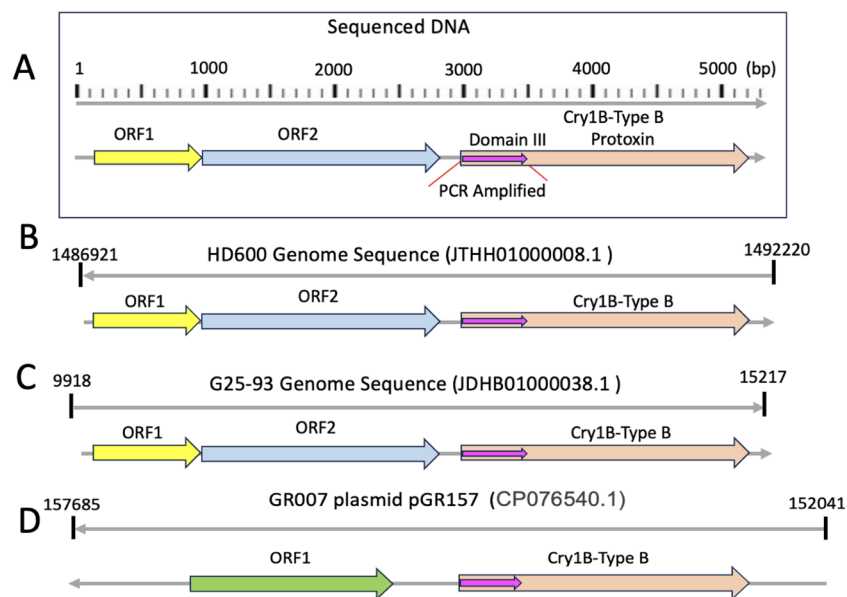 Sequenced DNA
A
1 1000 2000 3000 4000 5000 (bp)
Cry1B-Type B
ORF1 ORF2 Domain III Protoxin
PCR Amplified
B
1486921 HD600 Genome Sequence (JTHH01000008.1 ) 1492220
ORF1 ORF2 Cry1B-Type B
C
9918 G25-93 Genome Sequence (JDHB01000038.1 ) 15217
ORF1 ORF2 Cry1B-Type B
157685 GR007 plasmid pGR157 (CP076540.1) 152041
D
ORF1 Cry1B-Type B